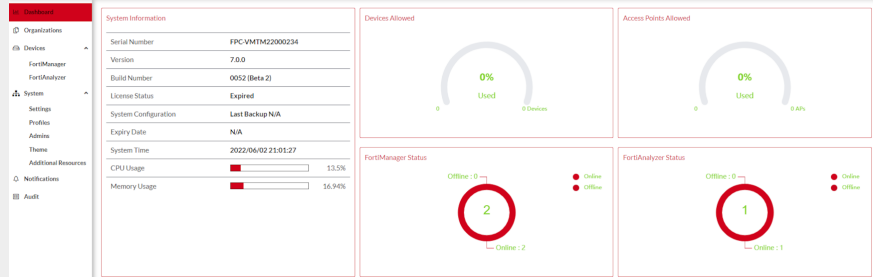 Dashboard
Organizations
Devices
FortiManager
FortiAnalyzer
System
Settings
Profiles
Admins
Theme
Additional Resources
Notifications
Audit
System Information
Serial Number FPC-VMTM22000234
Version 7.0.0
Build Number 0052 (Beta 2)
License Status Expired
System Configuration Last Backup N/A
Expiry Date N/A
System Time 2022/06/02 21:01:27
CPU Usage 13.5%
Memory Usage 16.94%
Devices Allowed
0%
Used
0 0 Devices
Access Points Allowed
0%
Used
0 0 APs
FortiManager Status
Offline : 0
Online
Offline
2
Online : 2
FortiAnalyzer Status
Offline : 0
Online
Offline
1
Online : 1